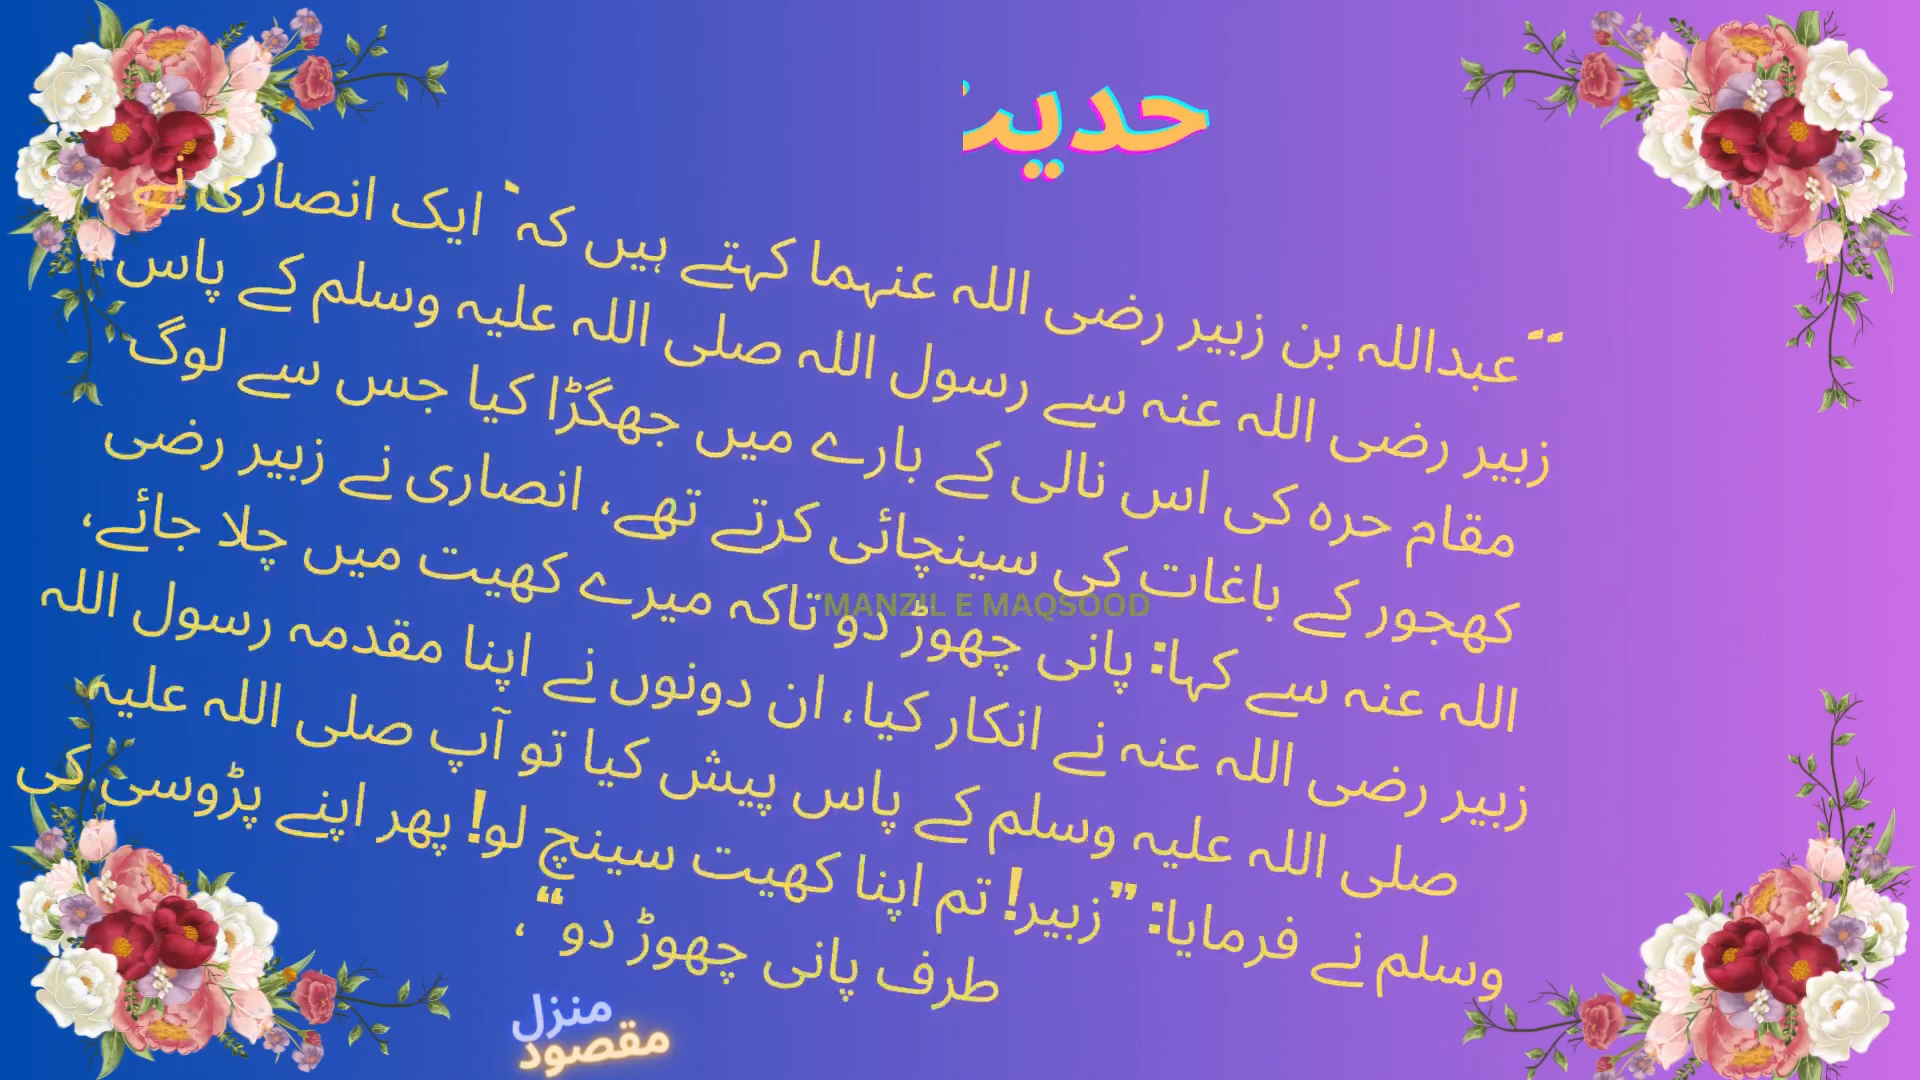 حدیث
”عبداللہ بن زبیر رضی اللہ عنہما کہتے ہیں کہ` ایک انصاری نے
زبیر رضی اللہ عنہ سے رسول اللہ صلی اللہ علیہ وسلم کے پاس
مقام حرہ کی اس نالی کے بارے میں جھگڑا کیا جس سے لوگ
کھجور کے باغات کی سینچائی کرتے تھے، انصاری نے زبیر رضی
اللہ عنہ سے کہا: پانی چھوڑ دو تاکہ میرے کھیت میں چلا جائے،
زبیر رضی اللہ عنہ نے انکار کیا، ان دونوں نے اپنا مقدمہ رسول اللہ
صلی اللہ علیہ وسلم کے پاس پیش کیا تو آپ صلی اللہ علیہ
وسلم نے فرمایا: ”زبیر! تم اپنا کھیت سینچ لو! پھر اپنے پڑوسی کی
طرف پانی چھوڑ دو“،
MANZIL E MAQSOOD
منزل
مقصود